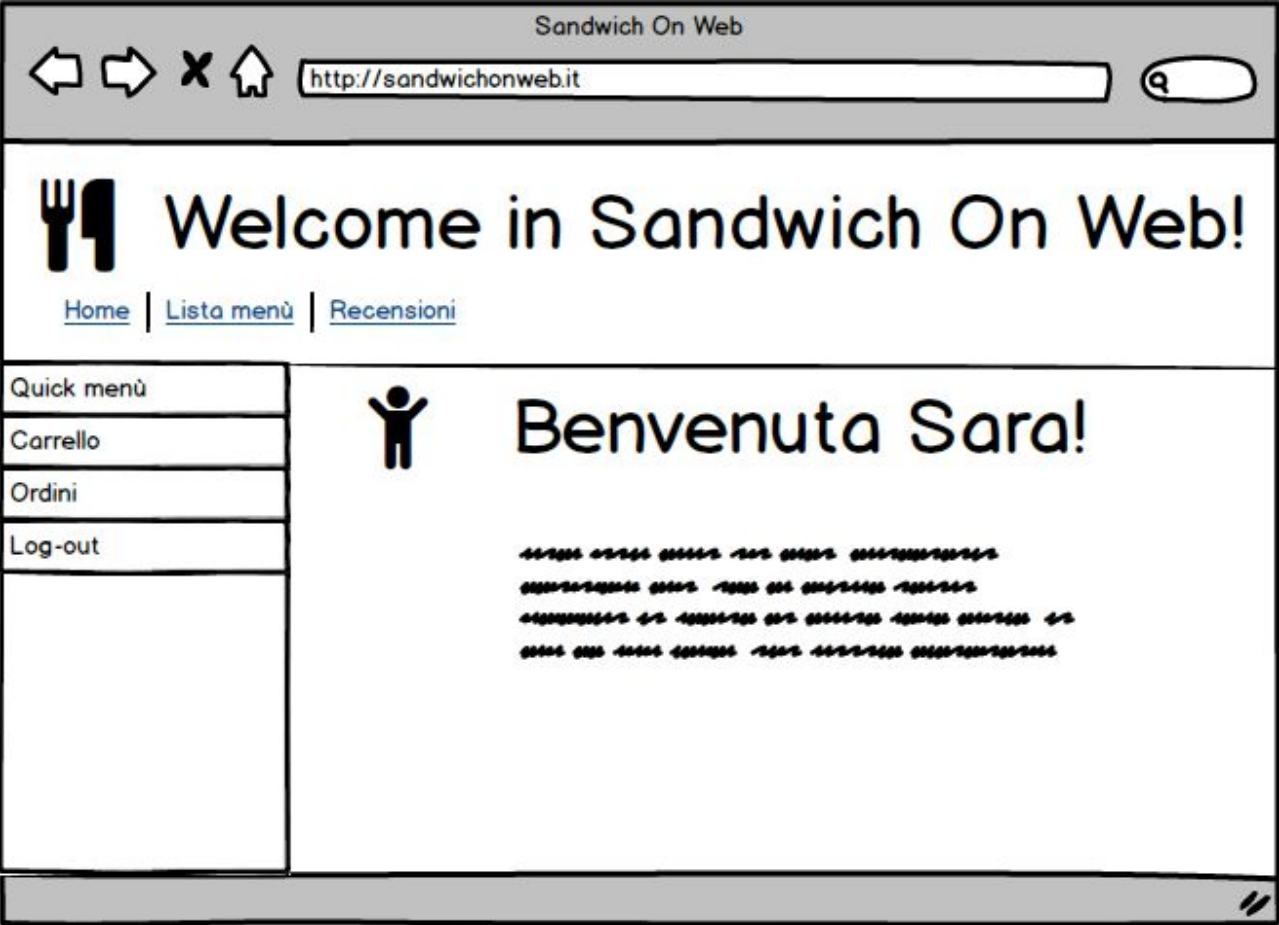 Sandwich On Web
http://sandwichonweb.it
Welcome in Sandwich On Web!
Home Lista menù Recensioni
Quick menù
Carrello
Ordini
Log-out
Benvenuta Sara!